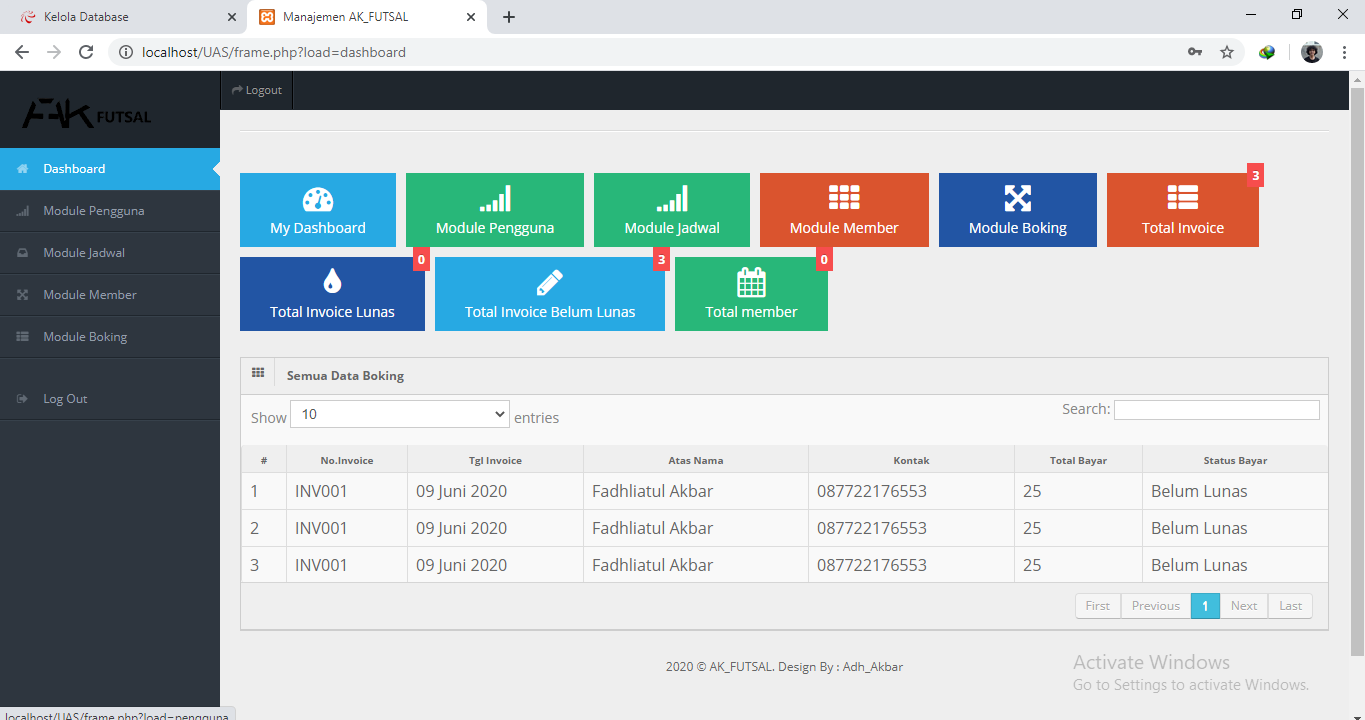 Kelola Database
Manajemen AK_FUTSAL
localhost/UAS/frame.php?load=dashboard
AK FUTSAL
Logout
Dashboard
Module Pengguna
Module Jadwal
Module Member
Module Boking
Log Out
My Dashboard
Module Pengguna
Module Jadwal
Module Member
Module Boking
3
Total Invoice
0
Total Invoice Lunas
3
Total Invoice Belum Lunas
0
Total member
Semua Data Boking
Show 10 entries
Search:
# No.Invoice Tgl Invoice Atas Nama Kontak Total Bayar Status Bayar
1 INV001 09 Juni 2020 Fadhliatul Akbar 087722176553 25 Belum Lunas
2 INV001 09 Juni 2020 Fadhliatul Akbar 087722176553 25 Belum Lunas
3 INV001 09 Juni 2020 Fadhliatul Akbar 087722176553 25 Belum Lunas
First Previous 1 Next Last
2020 © AK_FUTSAL. Design By : Adh_Akbar
Activate Windows
Go to Settings to activate Windows.
localhost/UAS/frame.php?load=pengguna